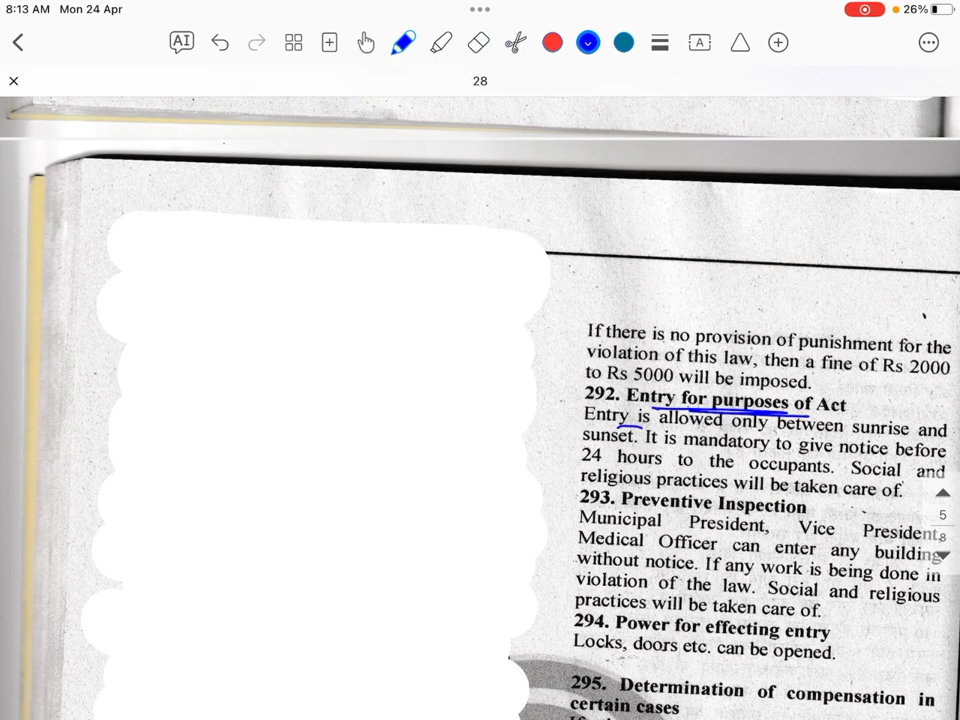 8:13 AM Mon 24 Apr
26%
AI
A
28
If there is no provision of punishment for the
violation of this law, then a fine of Rs 2000
to Rs 5000 will be imposed.
292. Entry for purposes of Act
Entry is allowed only between sunrise and
sunset. It is mandatory to give notice before
24 hours to the occupants. Social and
religious practices will be taken care of.
293. Preventive Inspection
Municipal President, Vice President,
Medical Officer can enter any building
without notice. If any work is being done in
violation of the law. Social and religious
practices will be taken care of.
294. Power for effecting entry
Locks, doors etc. can be opened.
295. Determination of compensation in
certain cases
5
8